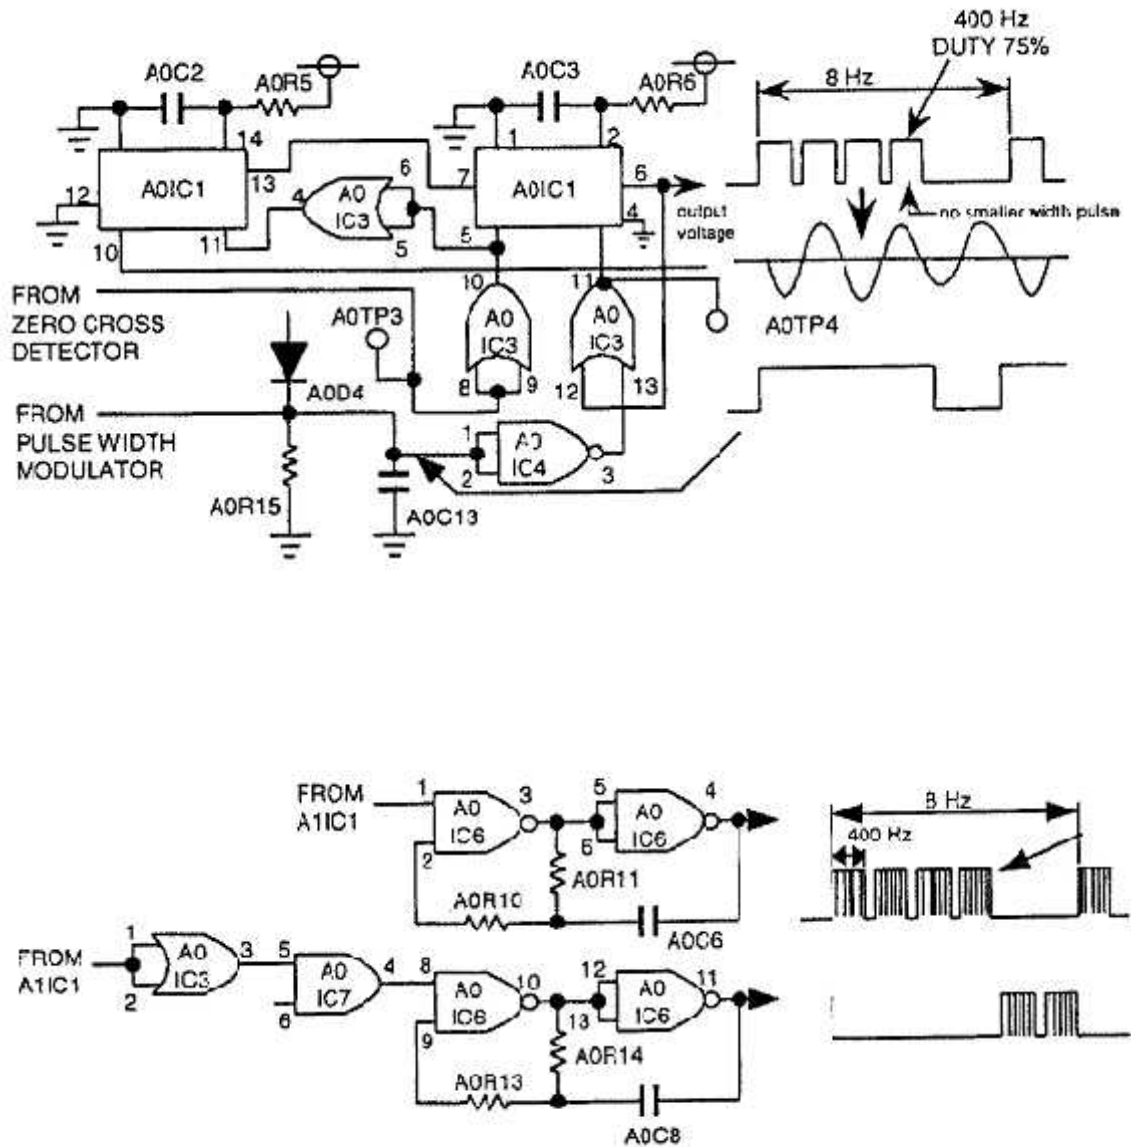 400 Hz
DUTY 75%
8 Hz
A0C2
A0R5
A0C3
A0R6
14
13
12
A0IC1
10
11
4
A0
IC3
6
5
1
2
7
A0IC1
6
4
5
output
voltage
no smaller width pulse
FROM
ZERO CROSS
DETECTOR
A0TP3
10
A0
IC3
8
9
11
A0
IC3
12
13
A0TP4
A0D4
FROM
PULSE WIDTH
MODULATOR
1
2
A0
IC4
3
A0R15
A0C13
FROM
A1IC1
1
2
A0
IC6
3
5
6
A0
IC6
4
A0R11
A0R10
A0C6
8 Hz
400 Hz
FROM
A1IC1
1
2
A0
IC3
3
5
6
A0
IC7
4
8
9
A0
IC6
10
12
13
A0
IC6
11
A0R14
A0R13
A0C8